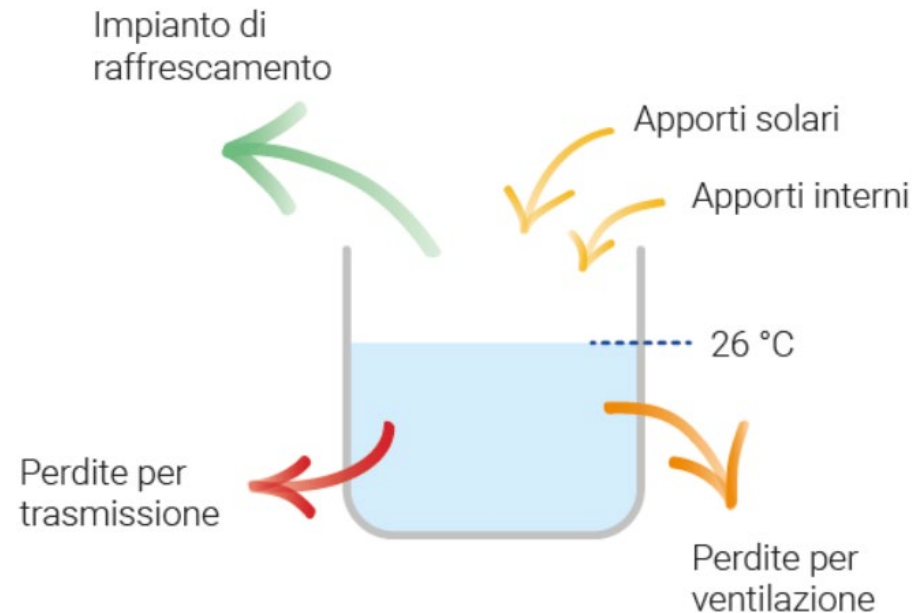 Impianto di
raffrescamento
Apporti solari
Apporti interni
26 °C
Perdite per
trasmissione
Perdite per
ventilazione